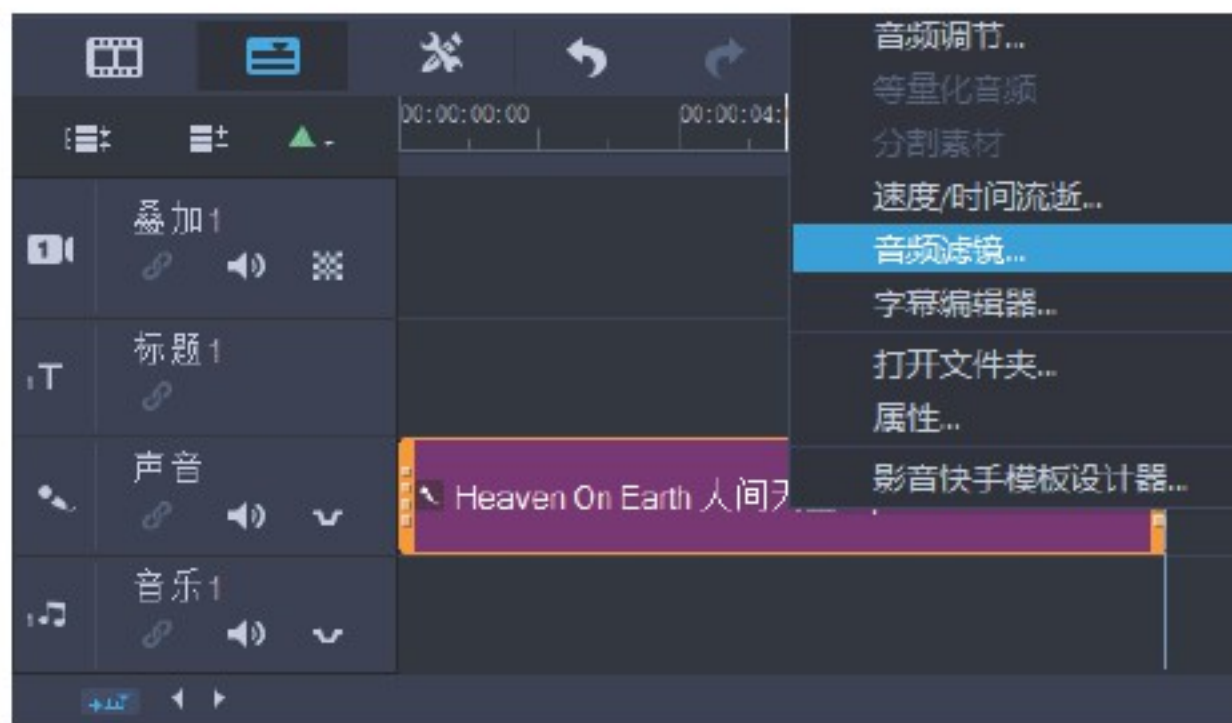 音频调节...
等量化音频
00:00:00:00
00:00:04:
分割素材
速度/时间流逝...
叠加1
1
音频滤镜...
字幕编辑器...
标题1
1T
打开文件夹...
属性...
声音
Heaven On Earth 人间
影音快手模板设计器...
音乐1
1